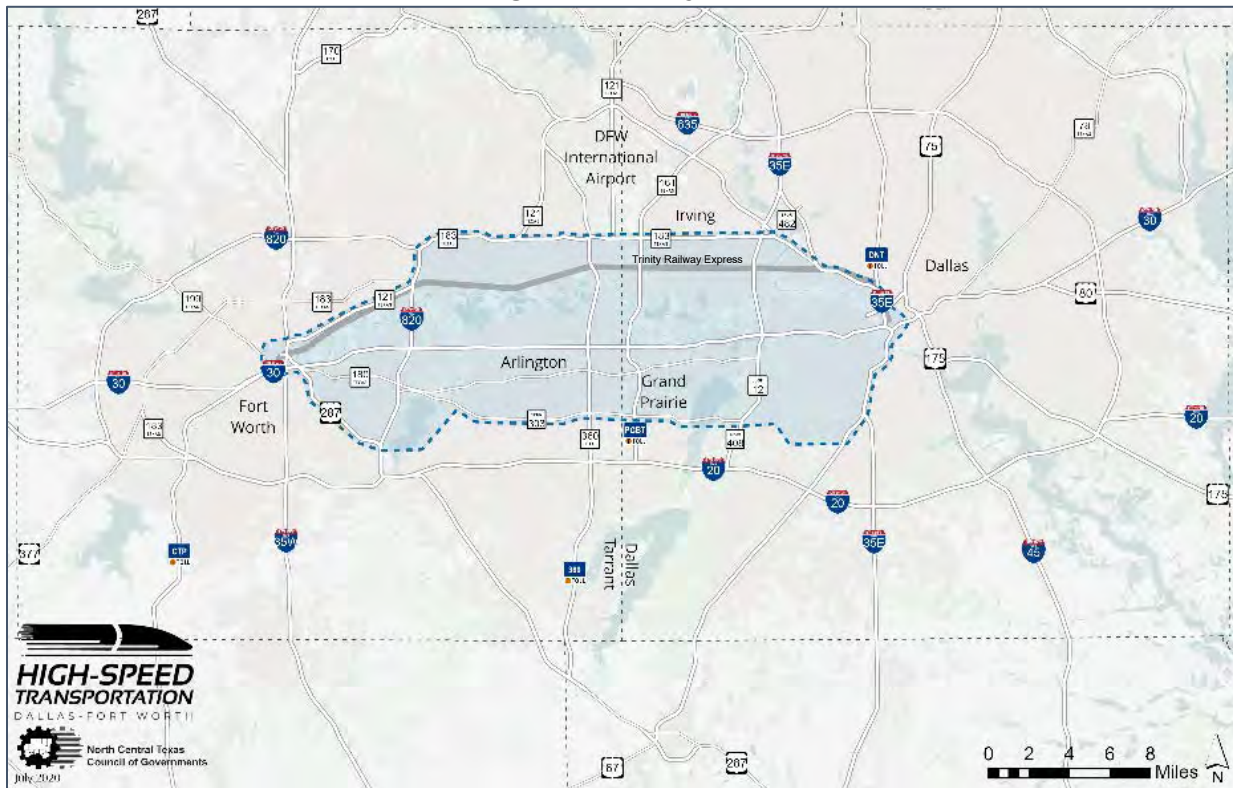 287
170
121
DFW
International
Airport
635
35E
75
78
161
30
Irving
121
482
820
183
183
Trinity Railway Express
DNT
TOLL
Dallas
199
183
121
820
35E
80
30
30
180
Arlington
Grand
Prairie
12
175
Fort
Worth
287
303
183
360
PGBT
TOLL
408
20
20
20
175
377
CTP
TOLL
35W
360
TOLL
Tarrant
Dallas
35E
45
HIGH-SPEED
TRANSPORTATION
DALLAS-FORT WORTH
North Central Texas
Council of Governments
July 2020
67
287
0 2 4 6 8
Miles
N